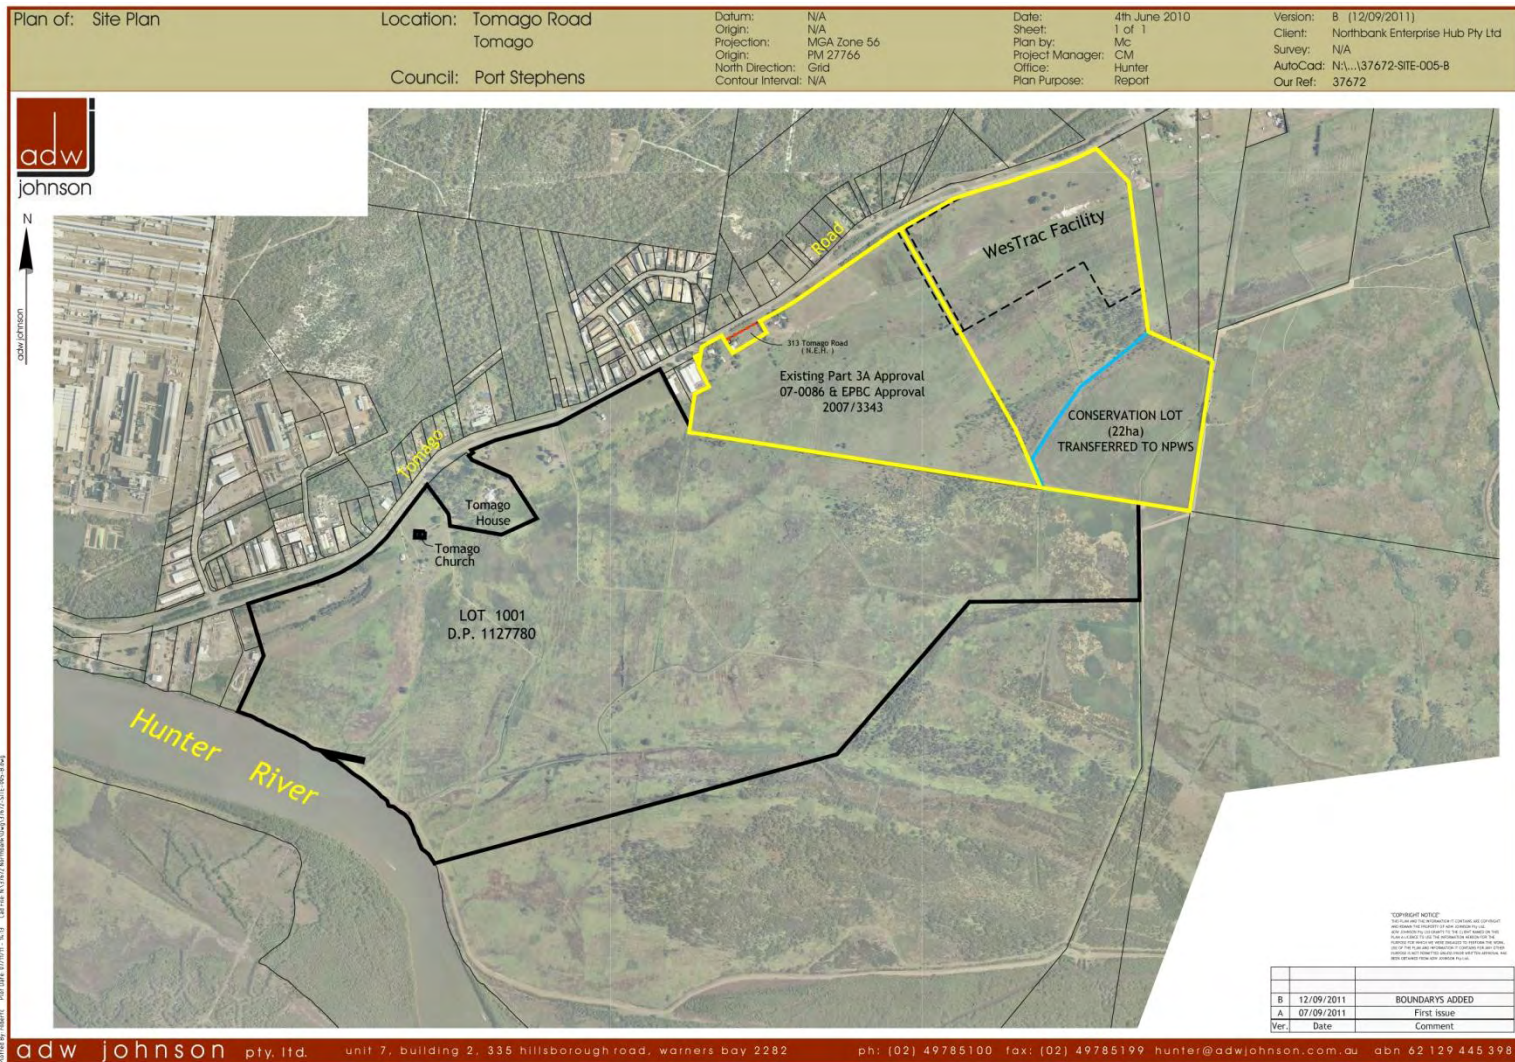 Plan of: Site Plan
Location: Tomago Road
Tomago
Council: Port Stephens
Datum: N/A
Origin: N/A
Projection: MGA Zone 56
Origin: PM 27766
North Direction: Grid
Contour Interval: N/A
Date: 4th June 2010
Sheet: 1 of 1
Plan by: Mc
Project Manager: CM
Office: Hunter
Plan Purpose: Report
Version: B (12/09/2011)
Client: Northbank Enterprise Hub Pty Ltd
Survey: N/A
AutoCad: N:\...\37672-SITE-005-B
Our Ref: 37672
adwj
johnson
N
adw johnson
Road
WesTrac Facility
313 Tomago Road
( N.E.H. )
Existing Part 3A Approval
07-0086 & EPBC Approval
2007/3343
CONSERVATION LOT
(22ha)
TRANSFERRED TO NPWS
Tomago
Tomago
House
Tomago
Church
LOT 1001
D.P. 1127780
Hunter River
"COPYRIGHT NOTICE"
B 12/09/2011 BOUNDARYS ADDED
A 07/09/2011 First Issue
Ver. Date Comment
adw johnson pty. ltd. unit 7, building 2, 335 hillsborough road, warners bay 2282 ph: (02) 49785100 fax: (02) 49785199 hunter@adwjohnson.com.au abn 62 129 445 398